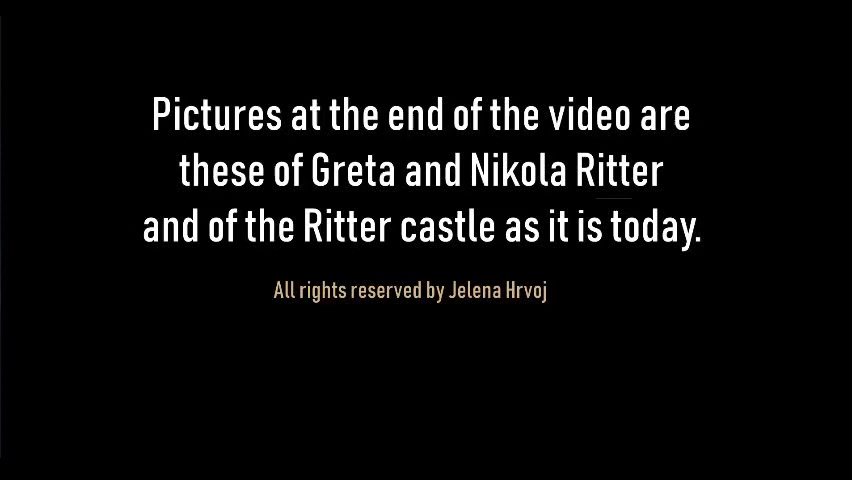 Pictures at the end of the video are
these of Greta and Nikola Ritter
and of the Ritter castle as it is today.
All rights reserved by Jelena Hrvoj